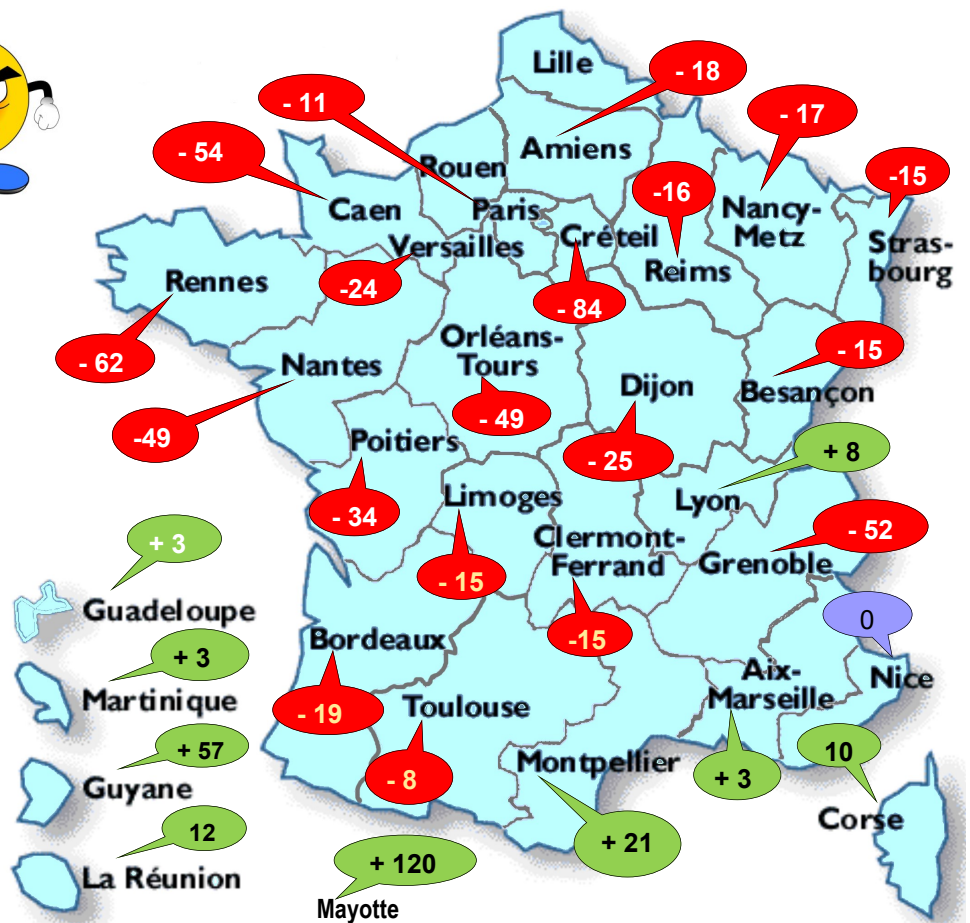 Lille
- 18
- 11
- 17
- 54
Amiens
Rouen
-16
-15
Caen
Paris
Nancy-
Metz
Créteil
Versailles
Stras-
bourg
Rennes
Reims
-24
- 84
Orléans-
Tours
- 62
Nantes
- 15
Dijon
Besançon
-49
- 49
Poitiers
+ 8
- 25
Limoges
Lyon
- 34
- 52
Clermont-
Ferrand
Grenoble
+ 3
- 15
Guadeloupe
0
-15
Bordeaux
+ 3
Aix-
Marseille
Nice
Martinique
- 19
Toulouse
+ 57
10
Montpellier
- 8
+ 3
Guyane
Corse
12
+ 21
+ 120
La Réunion
Mayotte